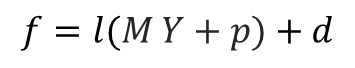 f = l(M Y + p) + d